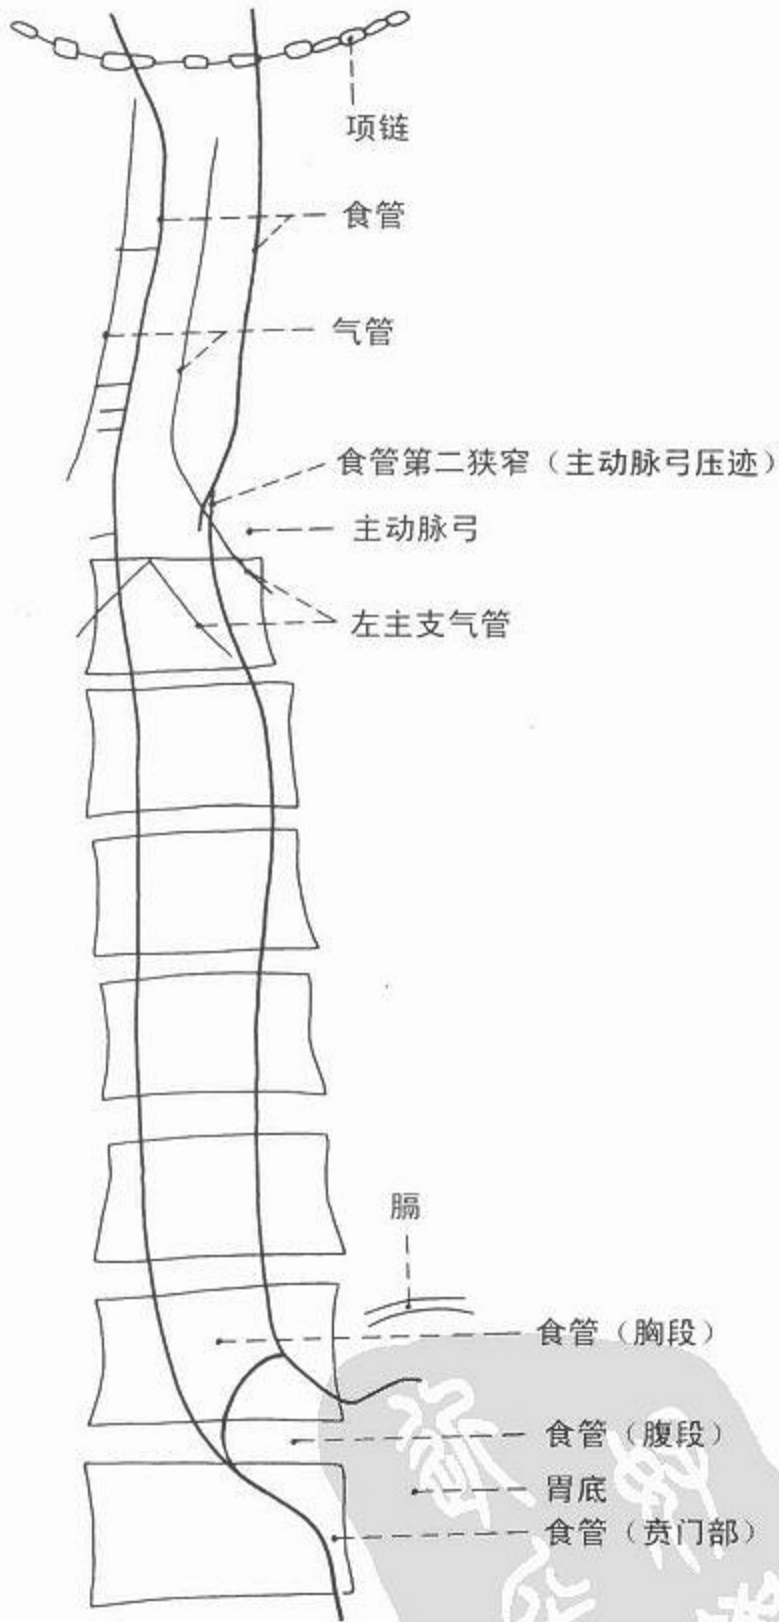 项链
食管
气管
食管第二狭窄（主动脉弓压迹）
主动脉弓
左主支气管
膈
食管（胸段）
食管（腹段）
胃底
食管（贲门部）